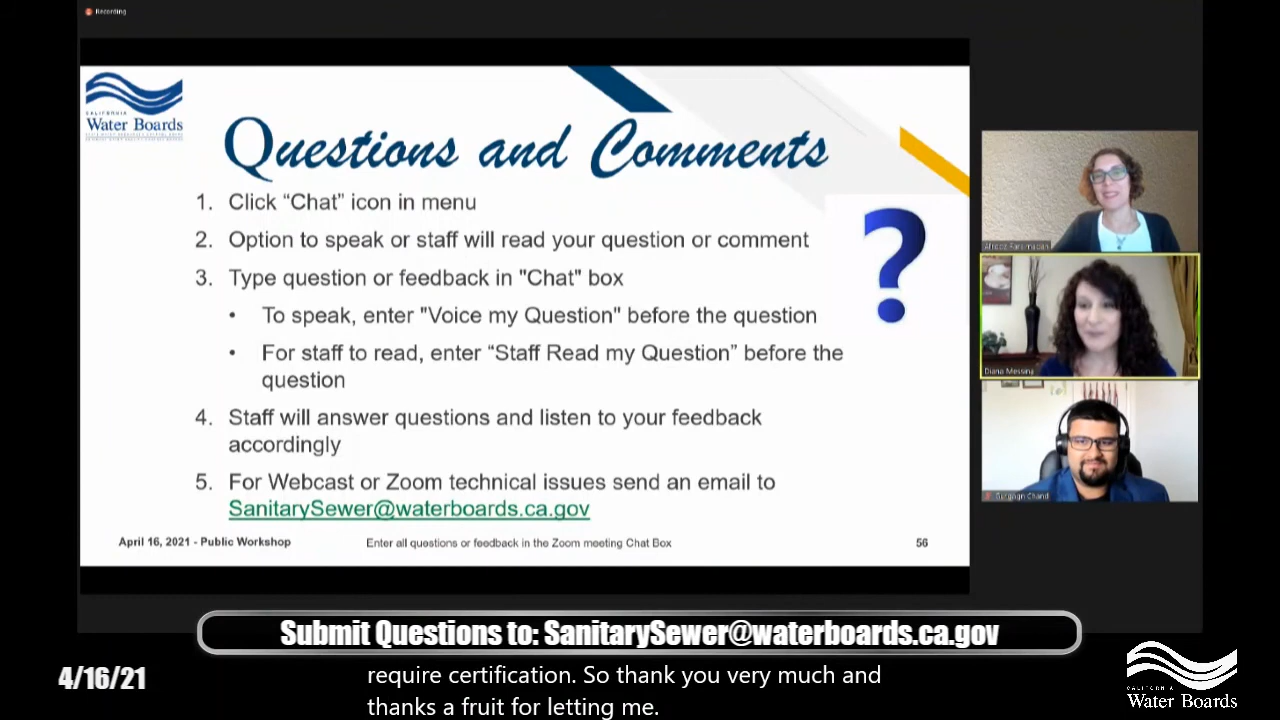 Recording
CALIFORNIA
Water Boards
Questions and Comments
1. Click “Chat” icon in menu
2. Option to speak or staff will read your question or comment
3. Type question or feedback in "Chat" box
• To speak, enter "Voice my Question" before the question
• For staff to read, enter “Staff Read my Question” before the
question
4. Staff will answer questions and listen to your feedback
accordingly
5. For Webcast or Zoom technical issues send an email to
SanitarySewer@waterboards.ca.gov
April 16, 2021 - Public Workshop
Enter all questions or feedback in the Zoom meeting Chat Box
56
?
Diana Messina
Chand
Submit Questions to: SanitarySewer@waterboards.ca.gov
4/16/21
require certification. So thank you very much and
thanks a fruit for letting me.
CALIFORNIA
Water Boards